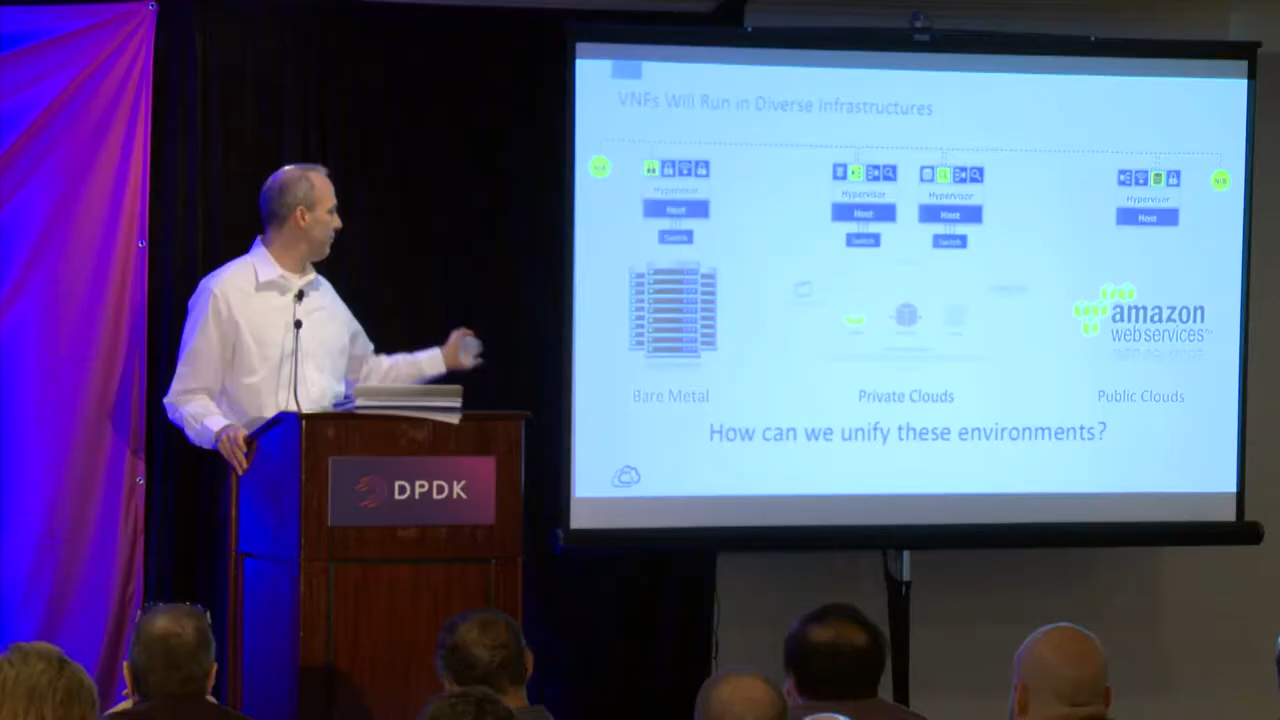 VNFs Will Run in Diverse Infrastructures
N/S
Hypervisor
Host
Switch
Hypervisor
Host
Switch
Hypervisor
Host
Switch
Hypervisor
Host
N/S
amazon
web services™
Bare Metal
Private Clouds
Public Clouds
How can we unify these environments?
DPDK